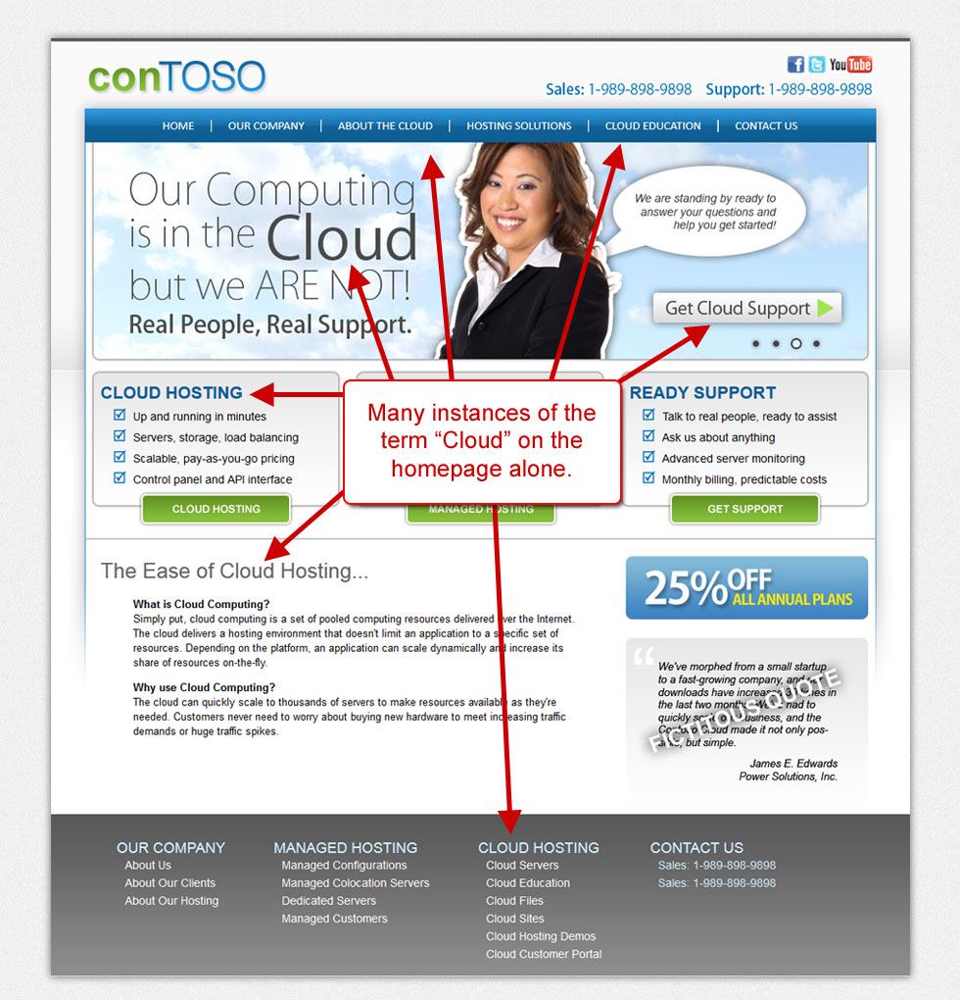 conTOSO
You Tube
Sales: 1-989-898-9898 Support: 1-989-898-9898
HOME | OUR COMPANY | ABOUT THE CLOUD | HOSTING SOLUTIONS | CLOUD EDUCATION | CONTACT US
Our Computing
is in the Cloud
but we ARE NOT!
Real People, Real Support.
We are standing by ready to
answer your questions and
help you get started!
Get Cloud Support
CLOUD HOSTING
Up and running in minutes
Servers, storage, load balancing
Scalable, pay-as-you-go pricing
Control panel and API interface
CLOUD HOSTING
Many instances of the
term “Cloud” on the
homepage alone.
MANAGED HOSTING
READY SUPPORT
Talk to real people, ready to assist
Ask us about anything
Advanced server monitoring
Monthly billing, predictable costs
GET SUPPORT
The Ease of Cloud Hosting...
What is Cloud Computing?
Simply put, cloud computing is a set of pooled computing resources delivered over the Internet.
The cloud delivers a hosting environment that doesn't limit an application to a specific set of
resources. Depending on the platform, an application can scale dynamically and increase its
share of resources on-the-fly.
Why use Cloud Computing?
The cloud can quickly scale to thousands of servers to make resources available as they're
needed. Customers never need to worry about buying new hardware to meet increasing traffic
demands or huge traffic spikes.
25% OFF
ALL ANNUAL PLANS
We've morphed from a small startup
to a fast-growing company, and
downloads have increased times in
the last two months. We had to
quickly business, and the
Contoso Cloud made it not only pos-
sible, but simple.
FICTITOUS QUOTE
James E. Edwards
Power Solutions, Inc.
OUR COMPANY
About Us
About Our Clients
About Our Hosting
MANAGED HOSTING
Managed Configurations
Managed Colocation Servers
Dedicated Servers
Managed Customers
CLOUD HOSTING
Cloud Servers
Cloud Education
Cloud Files
Cloud Sites
Cloud Hosting Demos
Cloud Customer Portal
CONTACT US
Sales: 1-989-898-9898
Sales: 1-989-898-9898